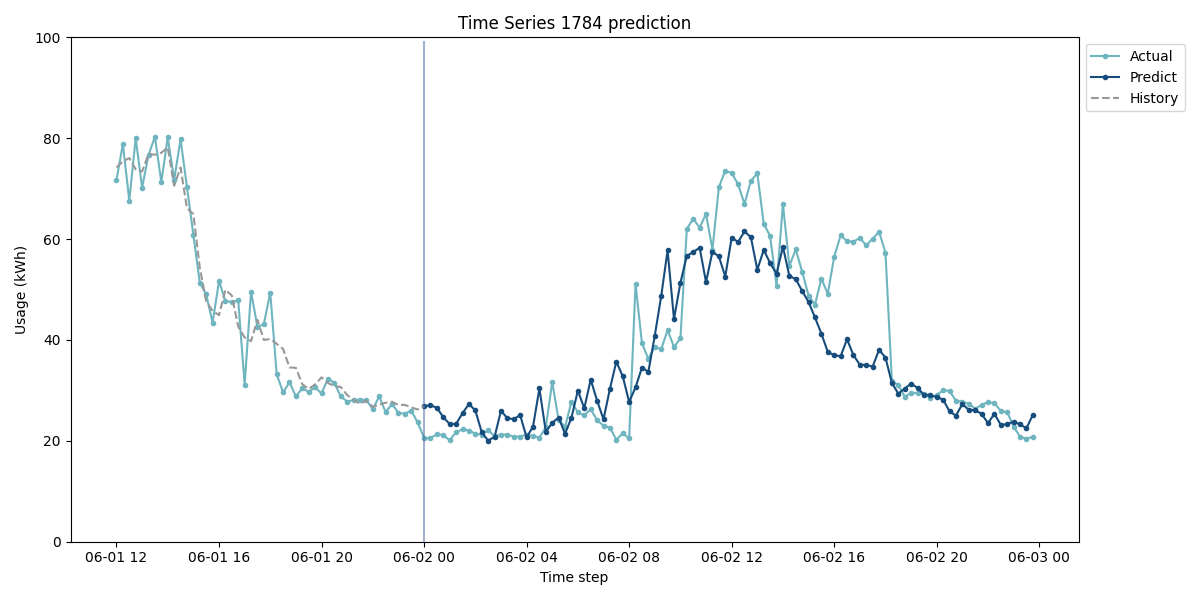 Time Series 1784 prediction
Actual
Predict
History
Usage (kWh)
100
80
60
40
20
0
06-01 12 06-01 16 06-01 20 06-02 00 06-02 04 06-02 08 06-02 12 06-02 16 06-02 20 06-03 00
Time step